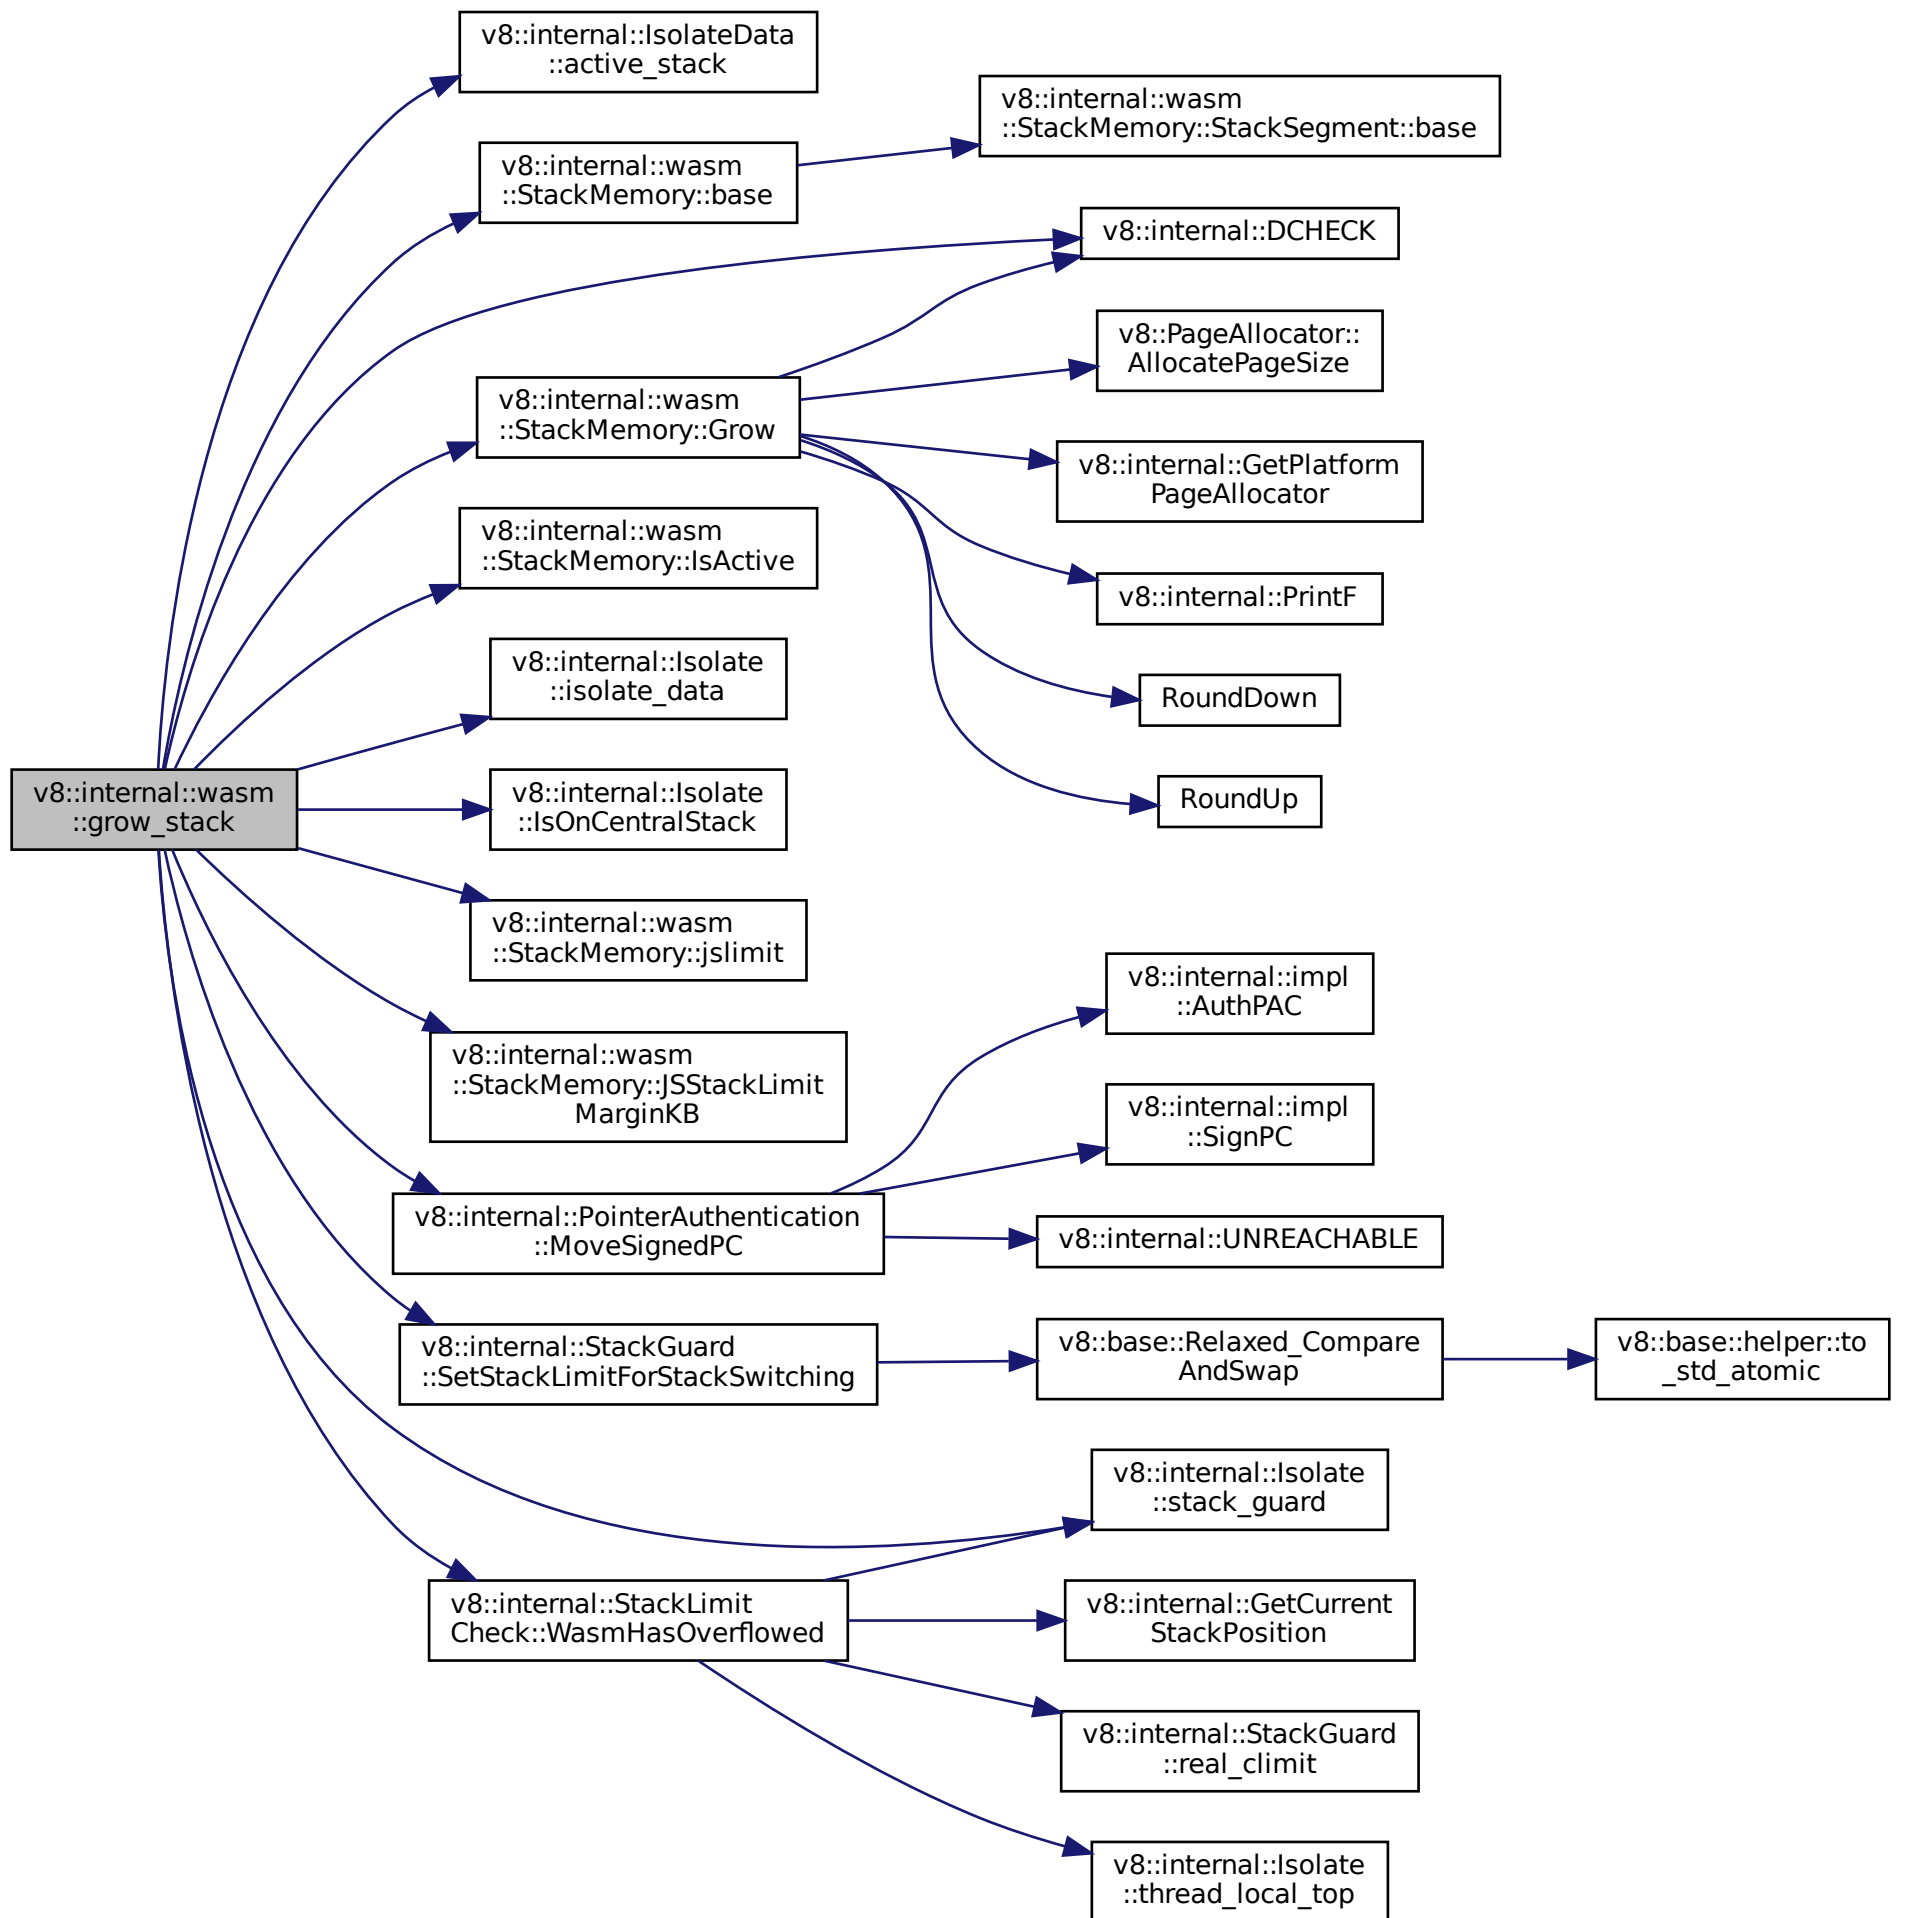 v8::internal::IsolateData
::active_stack
v8::internal::wasm
::StackMemory::StackSegment::base
v8::internal::wasm
::StackMemory::base
v8::internal::DCHECK
v8::PageAllocator::
AllocatePageSize
v8::internal::wasm
::StackMemory::Grow
v8::internal::GetPlatform
PageAllocator
v8::internal::wasm
::StackMemory::IsActive
v8::internal::PrintF
v8::internal::Isolate
::isolate_data
RoundDown
v8::internal::wasm
::grow_stack
v8::internal::Isolate
::IsOnCentralStack
RoundUp
v8::internal::wasm
::StackMemory::jslimit
v8::internal::impl
::AuthPAC
v8::internal::wasm
::StackMemory::JSStackLimit
MarginKB
v8::internal::impl
::SignPC
v8::internal::PointerAuthentication
::MoveSignedPC
v8::internal::UNREACHABLE
v8::internal::StackGuard
::SetStackLimitForStackSwitching
v8::base::Relaxed_Compare
AndSwap
v8::base::helper::to
_std_atomic
v8::internal::Isolate
::stack_guard
v8::internal::StackLimit
Check::WasmHasOverflowed
v8::internal::GetCurrent
StackPosition
v8::internal::StackGuard
::real_climit
v8::internal::Isolate
::thread_local_top